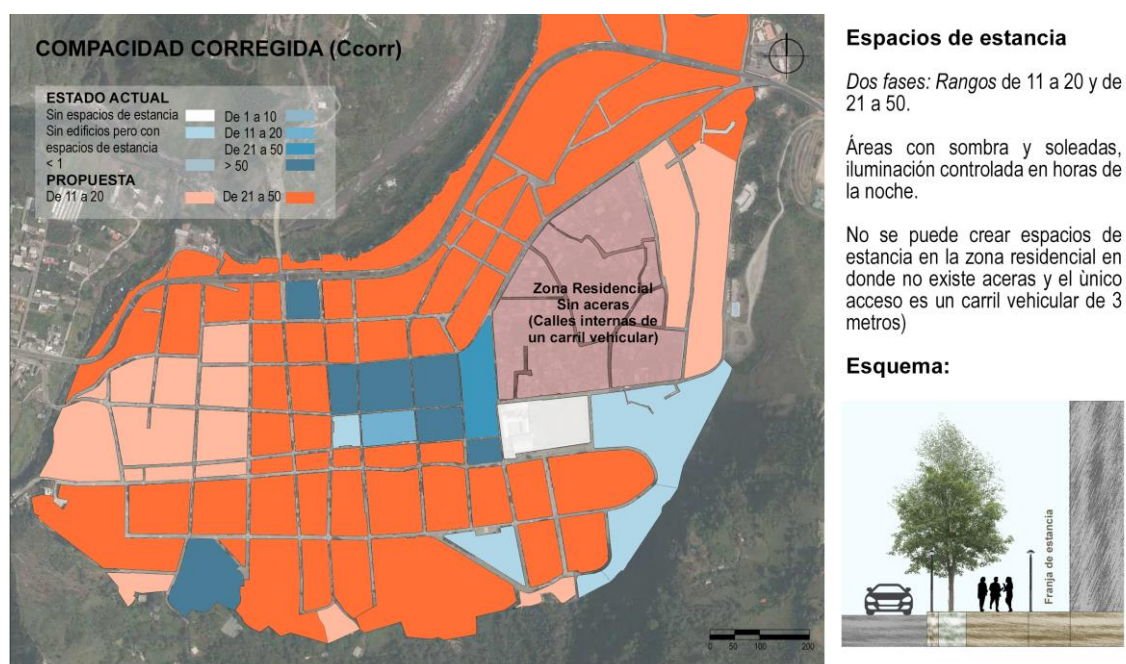 COMPACIDAD CORREGIDA (Ccorr)
ESTADO ACTUAL
Sin espacios de estancia
Sin edificios pero con
espacios de estancia
< 1
De 1 a 10
De 11 a 20
De 21 a 50
> 50
PROPUESTA
De 11 a 20
De 21 a 50
Zona Residencial
Sin aceras
(Calles internas de
un carril vehicular)
0 50 100 200
Espacios de estancia
Dos fases: Rangos de 11 a 20 y de
21 a 50.
Áreas con sombra y soleadas,
iluminación controlada en horas de
la noche.
No se puede crear espacios de
estancia en la zona residencial en
donde no existe aceras y el ùnico
acceso es un carril vehicular de 3
metros)
Esquema:
Franja de estancia